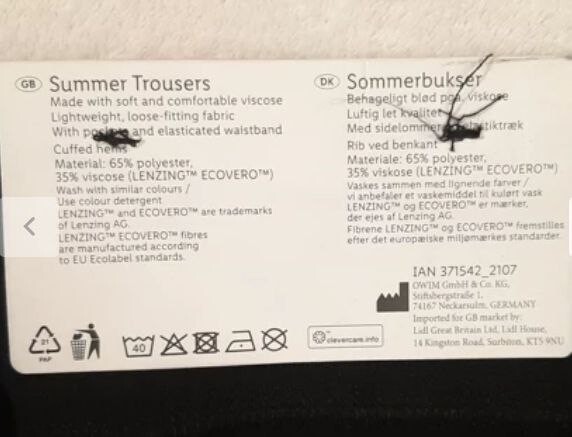 GB Summer Trousers
Made with soft and comfortable viscose
Lightweight, loose-fitting fabric
With and elasticated waistband
Cuffed hems
Material: 65% polyester,
35% viscose (LENZING™ ECOVERO™)
Wash with similar colours /
Use colour detergent
LENZING™ and ECOVERO™ are trademarks
of Lenzing AG.
LENZING™ ECOVERO™ fibres
are manufactured according
to EU Ecolabel standards.
DK Sommerbukser
Behageligt blød pga. viskose
Luftig let kvalitet
Med sidelommer
Rib ved benkant
Materiale: 65% polyester,
35% viskose (LENZING™ ECOVERO™)
Vaskes sammen med lignende farver /
vi anbefaler et vaskemiddel til kulørt vask
LENZING™ og ECOVERO™ er mærker,
der ejes af Lenzing AG.
Fibrene LENZING™ og ECOVERO™ fremstilles
efter det europæiske miljømærkes standarder.
IAN 371542_2107
OWIM GmbH & Co. KG,
Stiftsbergstraße 1,
74167 Neckarsulm, GERMANY
Imported for GB market by:
Lidl Great Britain Ltd, Lidl House,
14 Kingston Road, Surbiton, KT5 9NU
21
PAP
40
clevercare.info